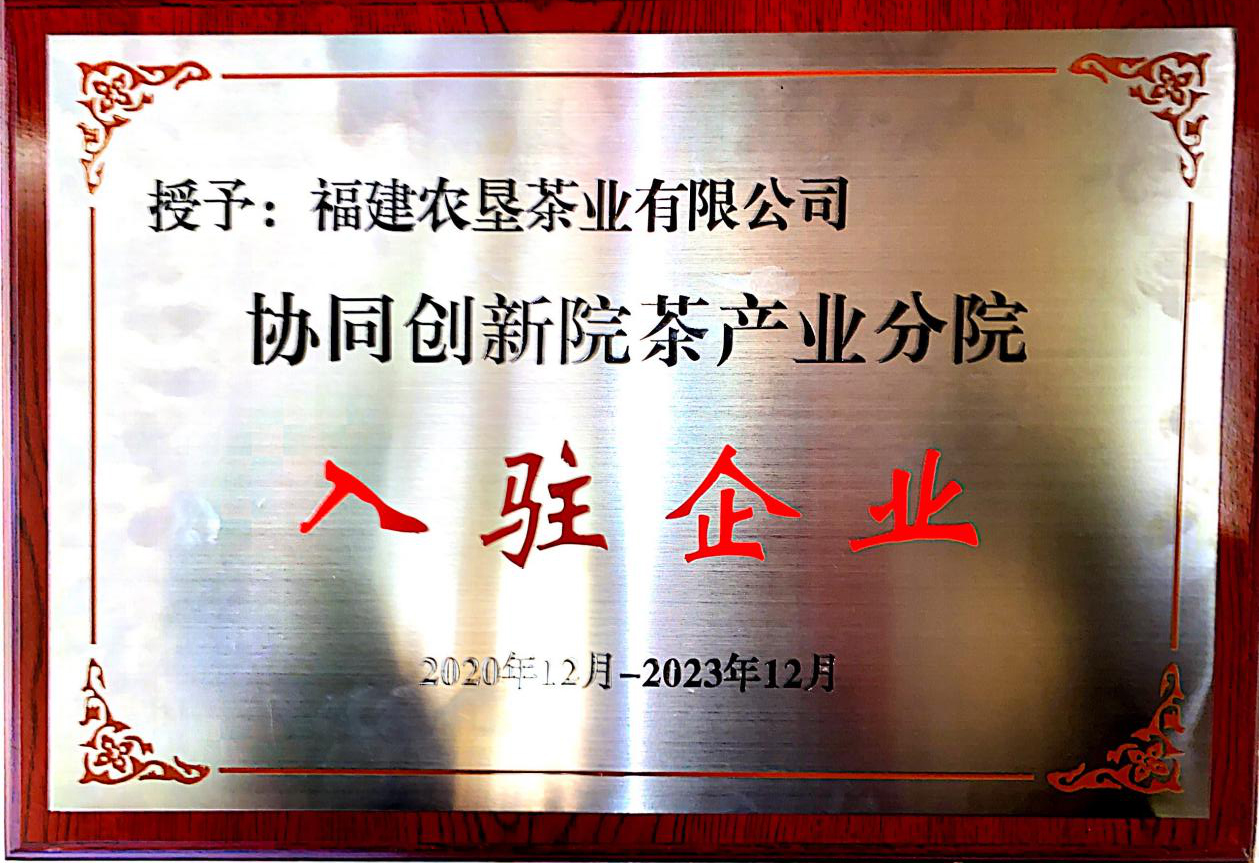 授予：福建农垦茶业有限公司
协同创新院茶产业分院
入驻企业
2020年12月-2023年12月